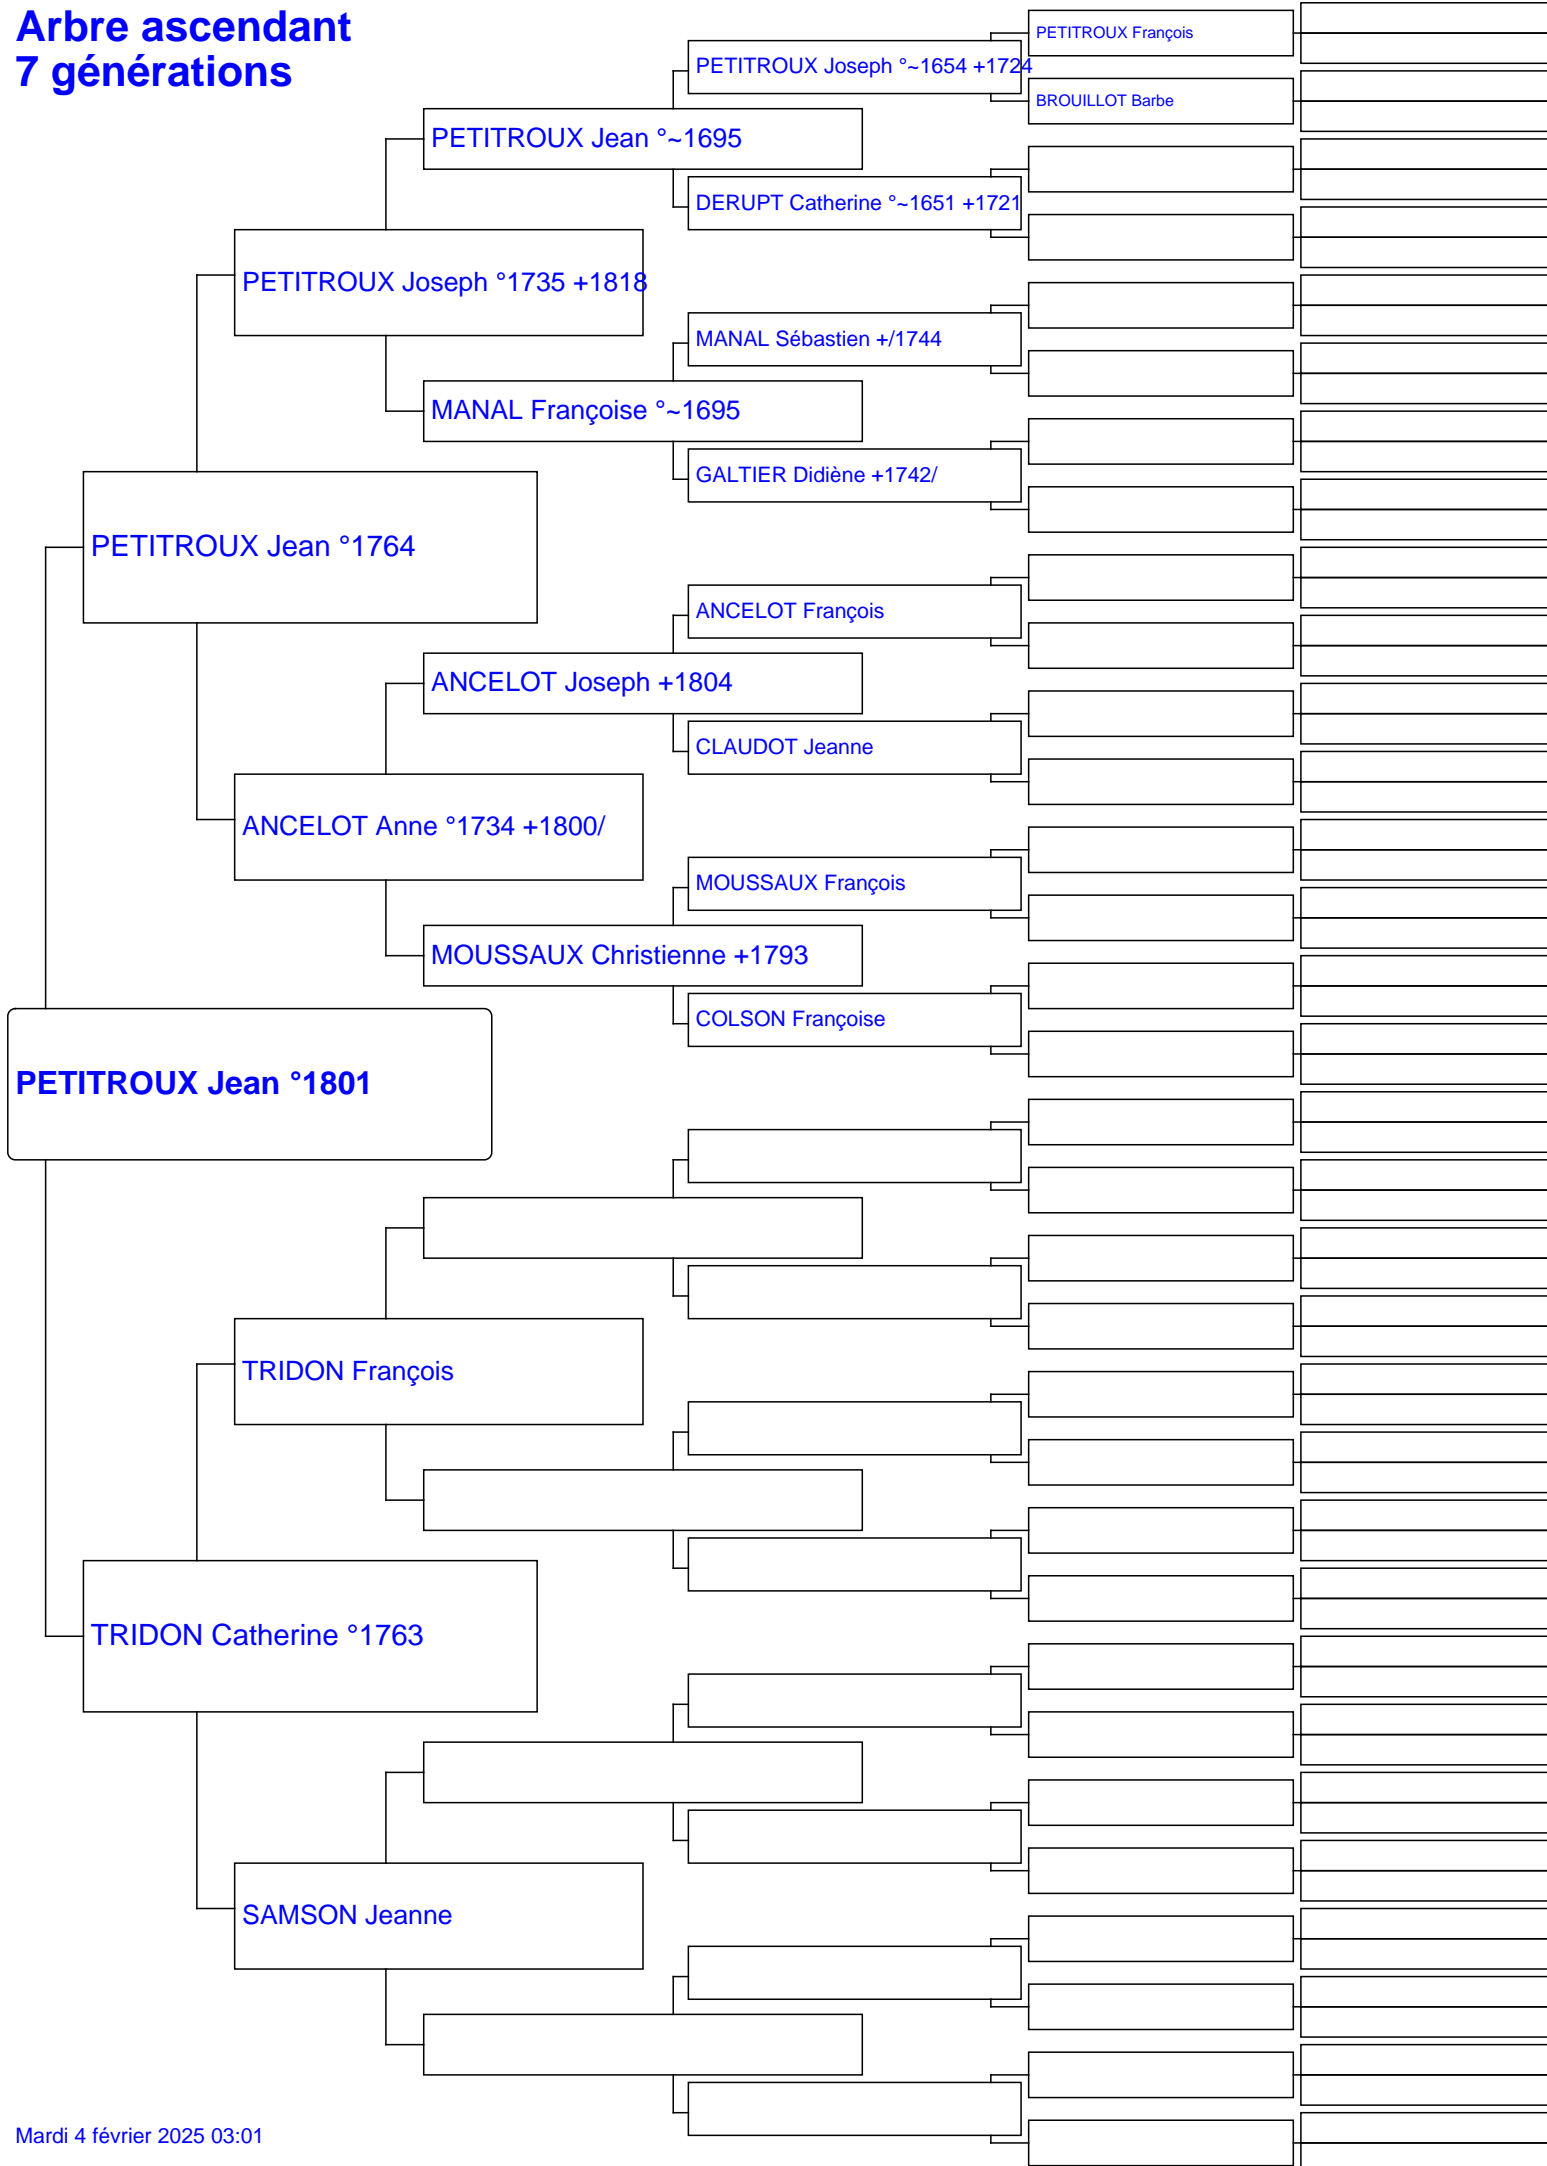 Arbre ascendant
7 générations
PETITROUX François
PETITROUX Joseph °~1654 +1724
BROUILLOT Barbe
PETITROUX Jean °~1695
DERUPT Catherine °~1651 +1721
PETITROUX Joseph °1735 +1818
MANAL Sébastien +/1744
MANAL Françoise °~1695
GALTIER Didiène +1742/
PETITROUX Jean °1764
ANCELOT François
ANCELOT Joseph +1804
CLAUDOT Jeanne
ANCELOT Anne °1734 +1800/
MOUSSAUX François
MOUSSAUX Christienne +1793
COLSON Françoise
PETITROUX Jean °1801
TRIDON François
TRIDON Catherine °1763
SAMSON Jeanne
Mardi 4 février 2025 03:01